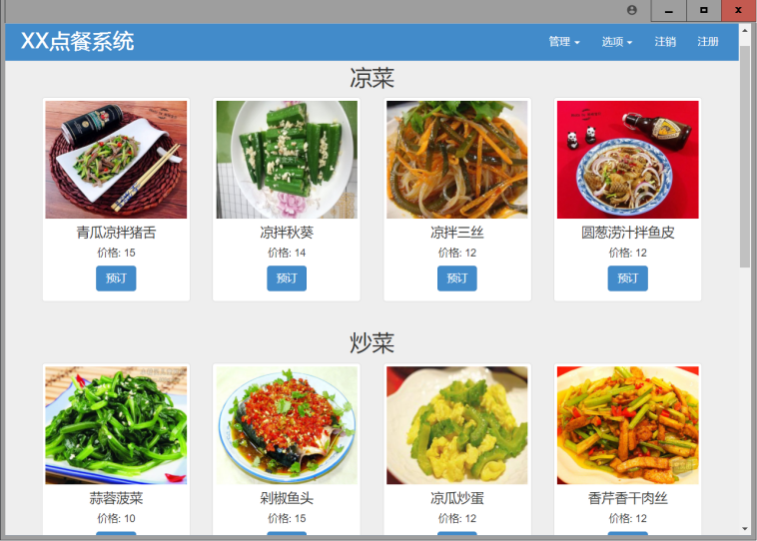 XX点餐系统
管理 选项 注销 注册
凉菜
青瓜凉拌猪舌 凉拌秋葵 凉拌三丝 圆葱涝汁拌鱼皮
价格: 15 价格: 14 价格: 12 价格: 12
预订 预订 预订 预订
炒菜
蒜蓉菠菜 剁椒鱼头 凉瓜炒蛋 香芹香干肉丝
价格: 10 价格: 15 价格: 12 价格: 12